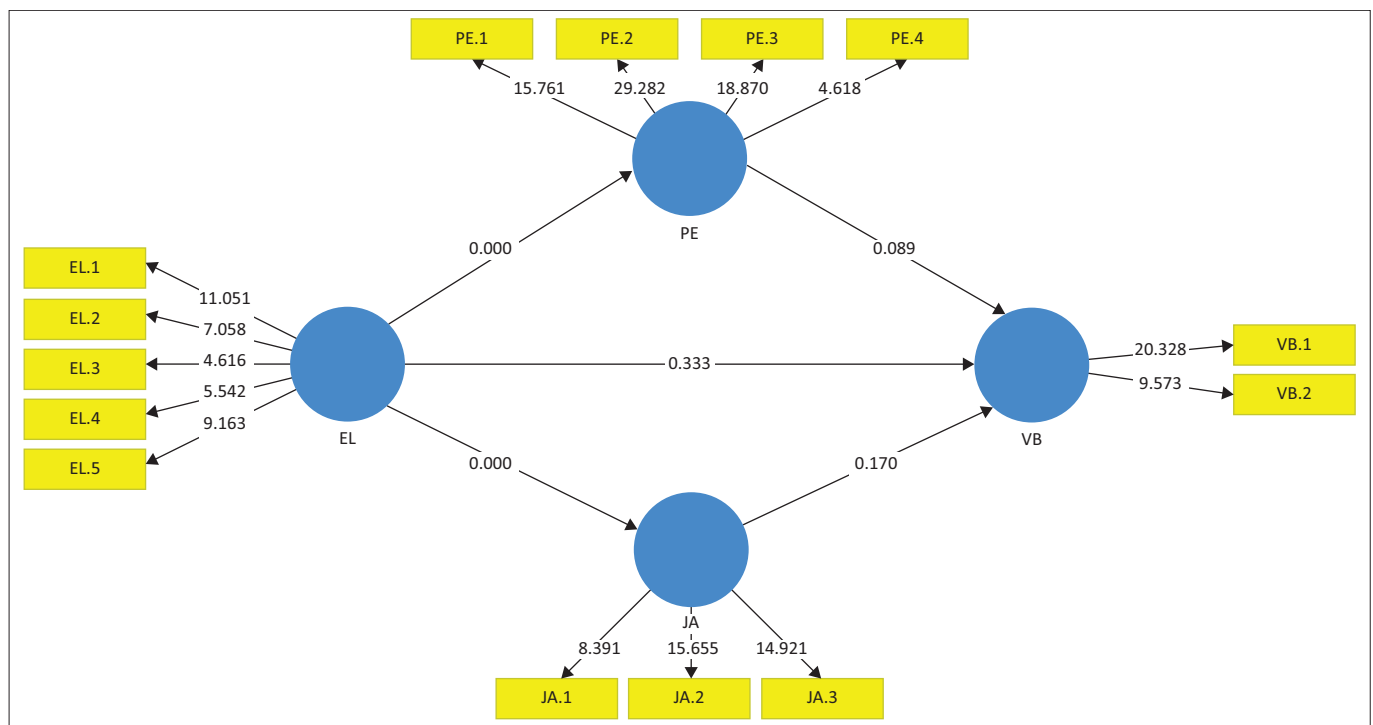 PE.1 PE.2 PE.3 PE.4
15.761 29.282 18.870 4.618
PE
0.000 0.089
EL.1
11.051
EL.2
7.058
EL.3
4.616
EL.4
5.542
EL.5
9.163
EL
0.333
VB
20.328
VB.1
9.573
VB.2
0.000 0.170
JA
8.391 15.655 14.921
JA.1 JA.2 JA.3